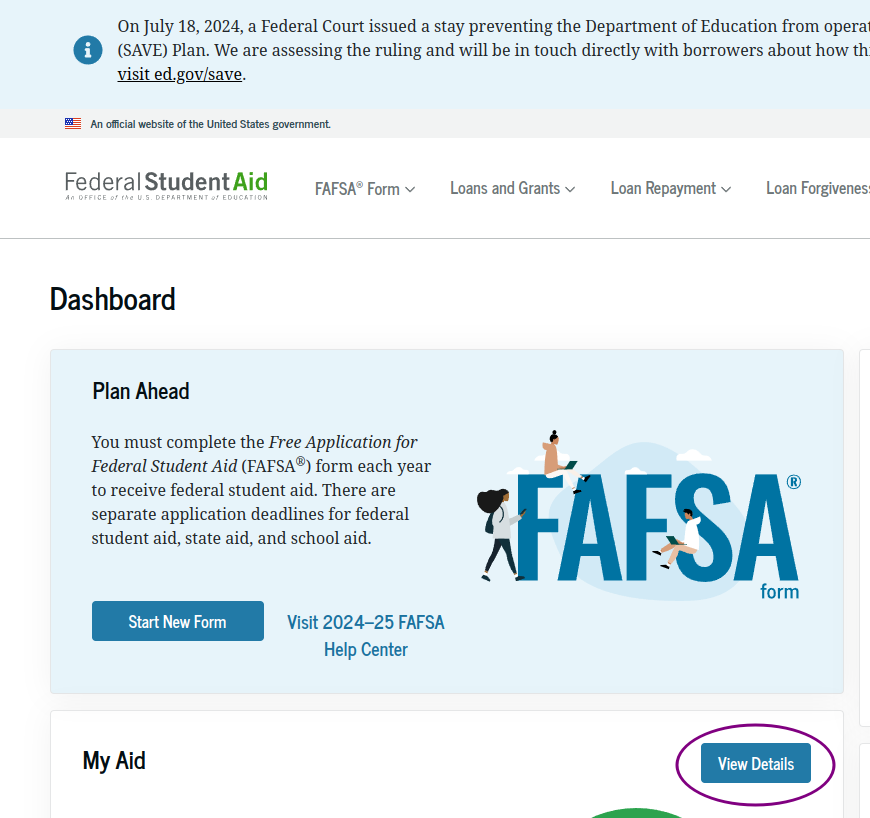 On July 18, 2024, a Federal Court issued a stay preventing the Department of Education from
(SAVE) Plan. We are assessing the ruling and will be in touch directly with borrowers about how
visit ed.gov/save.
An official website of the United States government.
Federal Student Aid
An OFFICE of the U.S. DEPARTMENT of EDUCATION
FAFSA® Form
Loans and Grants
Loan Repayment
Loan Forgiveness
Dashboard
Plan Ahead
You must complete the Free Application for
Federal Student Aid (FAFSA®) form each year
to receive federal student aid. There are
separate application deadlines for federal
student aid, state aid, and school aid.
FAFSA®
form
Start New Form
Visit 2024–25 FAFSA
Help Center
My Aid
View Details